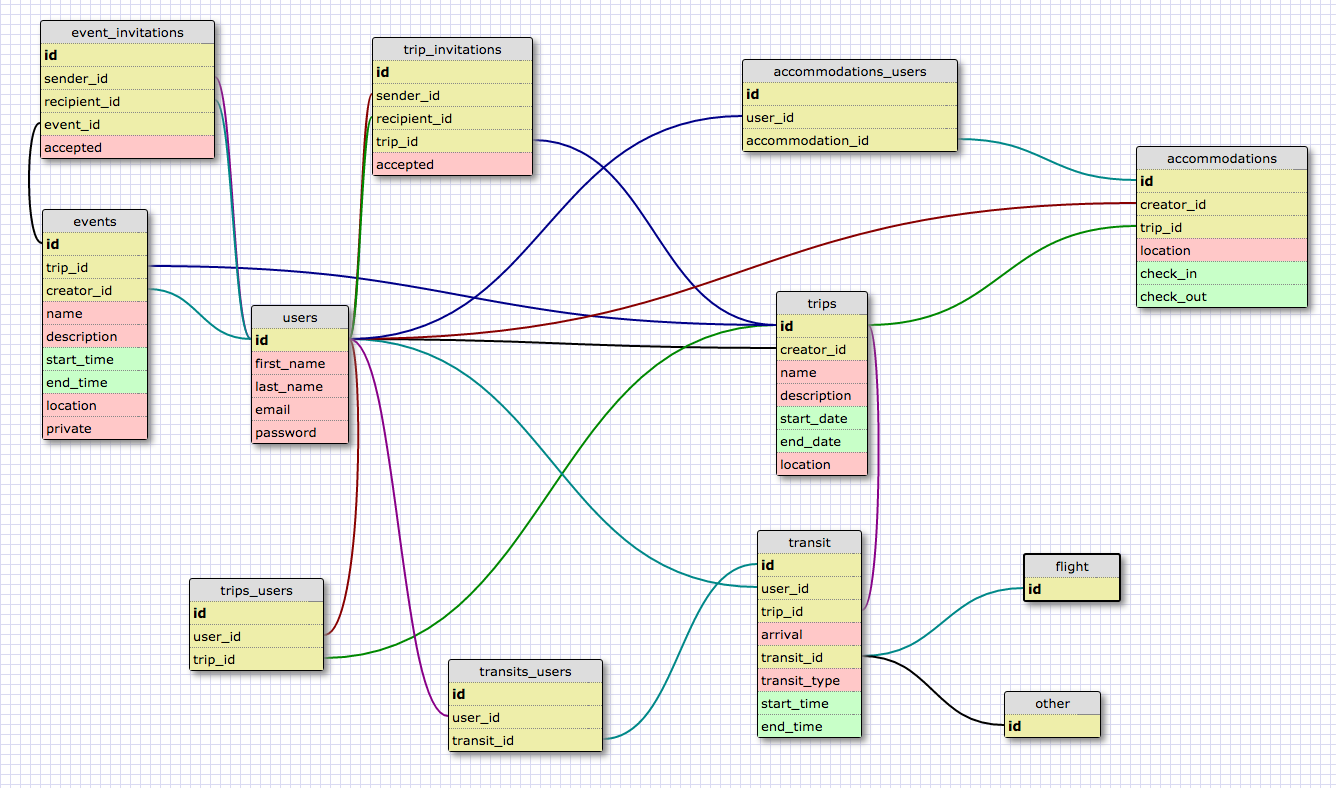 event_invitations
id
sender_id
recipient_id
event_id
accepted
trip_invitations
id
sender_id
recipient_id
trip_id
accepted
accommodations_users
id
user_id
accommodation_id
accommodations
id
creator_id
trip_id
location
check_in
check_out
events
id
trip_id
creator_id
name
description
start_time
end_time
location
private
users
id
first_name
last_name
email
password
trips
id
creator_id
name
description
start_date
end_date
location
transit
id
user_id
trip_id
arrival
transit_id
transit_type
start_time
end_time
flight
id
trips_users
id
user_id
trip_id
transits_users
id
user_id
transit_id
other
id